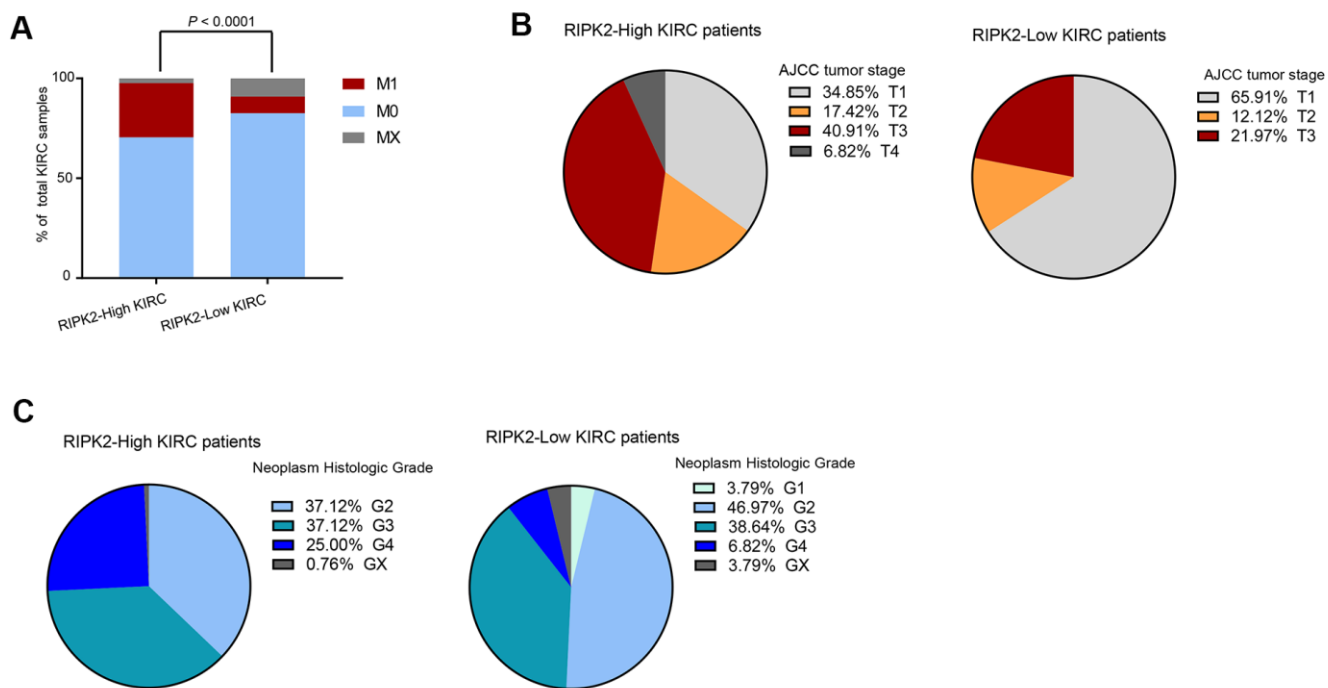 A
P < 0.0001
% of total KIRC samples
100
50
0
M1
M0
MX
RIPK2-High KIRC
RIPK2-Low KIRC
B
RIPK2-High KIRC patients
AJCC tumor stage
34.85% T1
17.42% T2
40.91% T3
6.82% T4
RIPK2-Low KIRC patients
AJCC tumor stage
65.91% T1
12.12% T2
21.97% T3
C
RIPK2-High KIRC patients
Neoplasm Histologic Grade
37.12% G2
37.12% G3
25.00% G4
0.76% GX
RIPK2-Low KIRC patients
Neoplasm Histologic Grade
3.79% G1
46.97% G2
38.64% G3
6.82% G4
3.79% GX